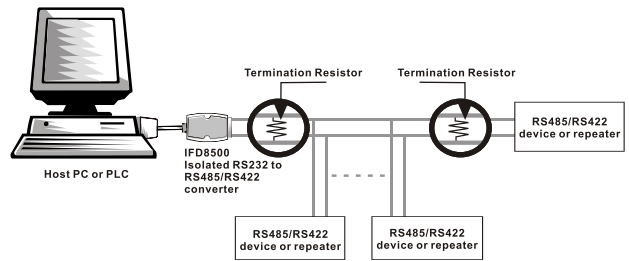 Termination Resistor
Termination Resistor
RS485/RS422
device or repeater
IFD8500
Isolated RS232 to
RS485/RS422
converter
Host PC or PLC
RS485/RS422
device or repeater
RS485/RS422
device or repeater